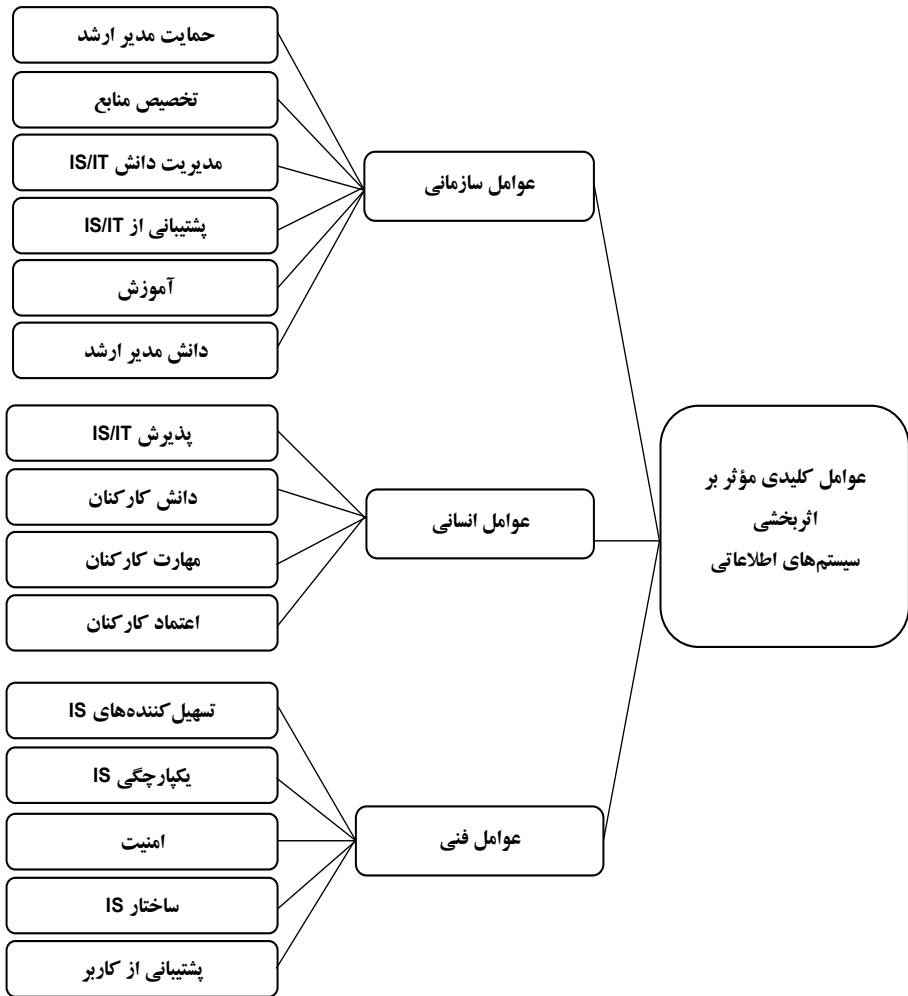 عوامل کلیدی مؤثر بر
اثربخشی
سیستم‌های اطلاعاتی
عوامل سازمانی
حمایت مدیر ارشد
تخصیص منابع
مدیریت دانش IS/IT
پشتیبانی از IS/IT
آموزش
دانش مدیر ارشد
عوامل انسانی
پذیرش IS/IT
دانش کارکنان
مهارت کارکنان
اعتماد کارکنان
عوامل فنی
تسهیل‌کننده‌های IS
یکپارچگی IS
امنیت
ساختار IS
پشتیبانی از کاربر